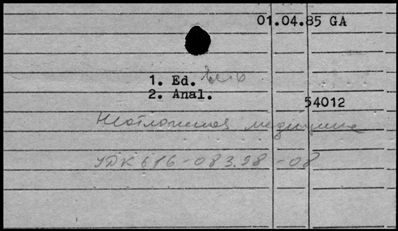 01.04.85 GA
1. Ed.
2. Anal.
54012
Неотложная медицина
УДК 616-083.98-08